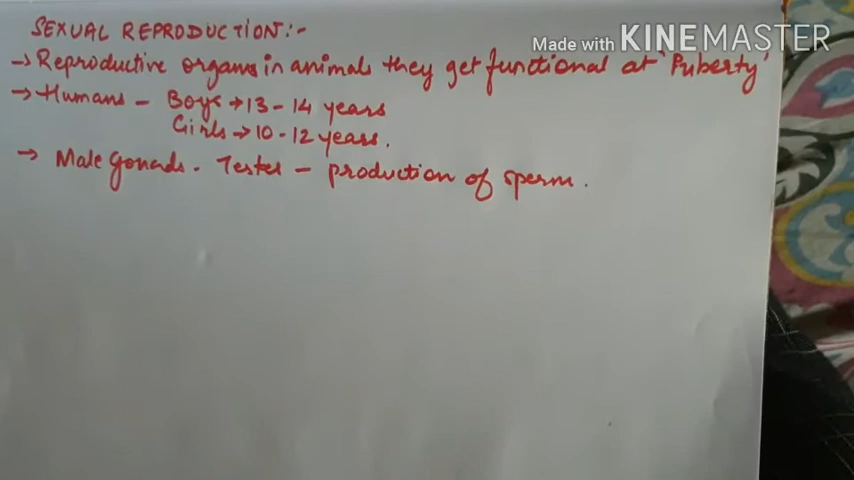 SEXUAL REPRODUCTION:-
Made with KINEMASTER
→ Reproductive organs in animals they get functional at 'Puberty'
→ Humans - Boys → 13 - 14 years
Girls → 10 - 12 years.
→ Male Gonads. Testes - production of sperm.